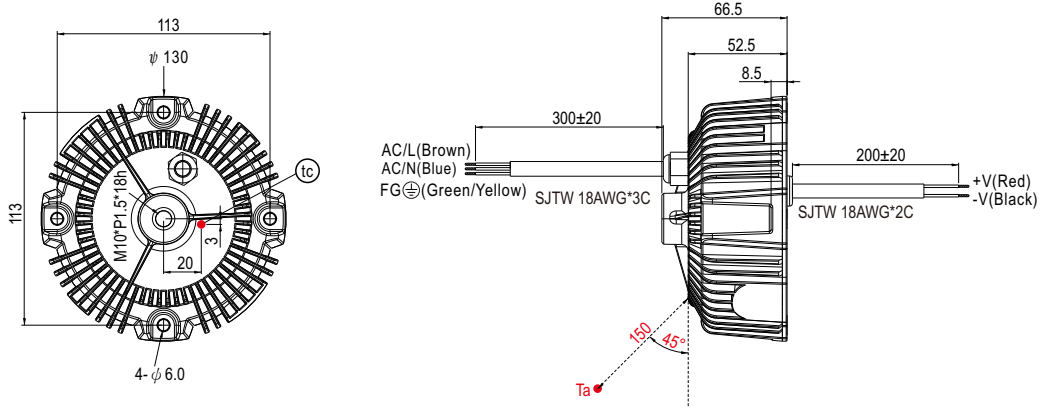 113
ψ 130
113
M10*P1.5*18h
tc
3
20
4- ϕ 6.0
66.5
52.5
8.5
300±20
AC/L(Brown)
AC/N(Blue)
FG⏚(Green/Yellow)
SJTW 18AWG*3C
200±20
+V(Red)
-V(Black)
SJTW 18AWG*2C
150
45°
Ta